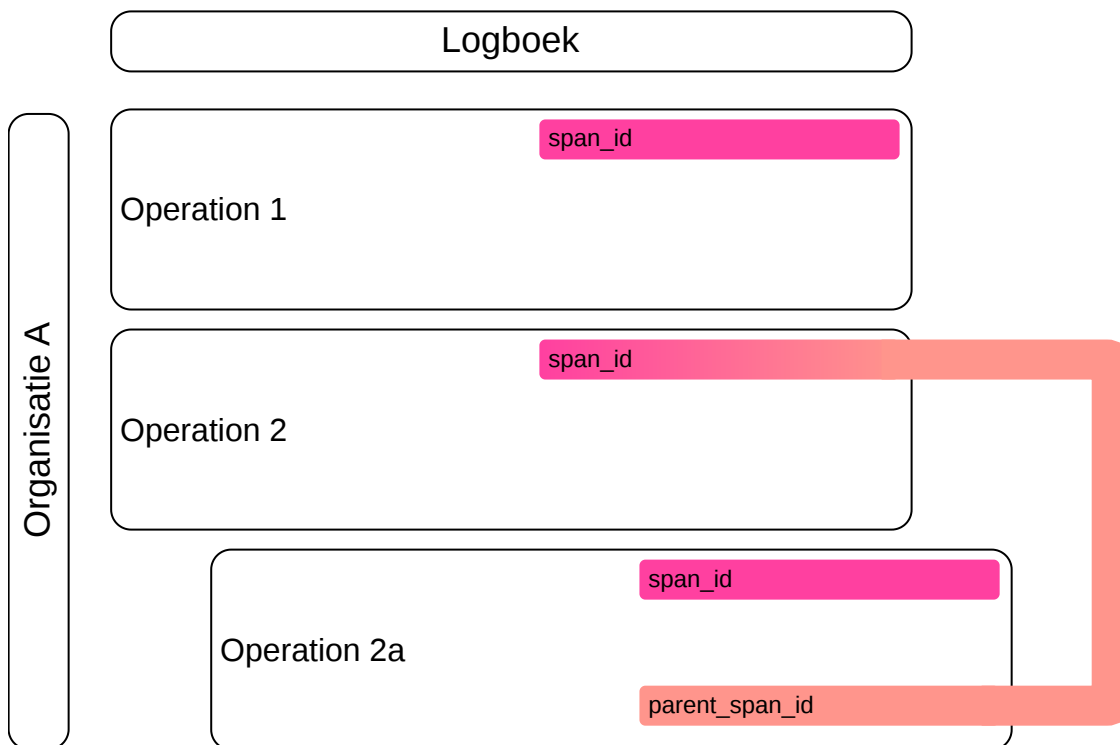 Logboek
Organisatie A
span_id
Operation 1
span_id
Operation 2
span_id
Operation 2a
parent_span_id